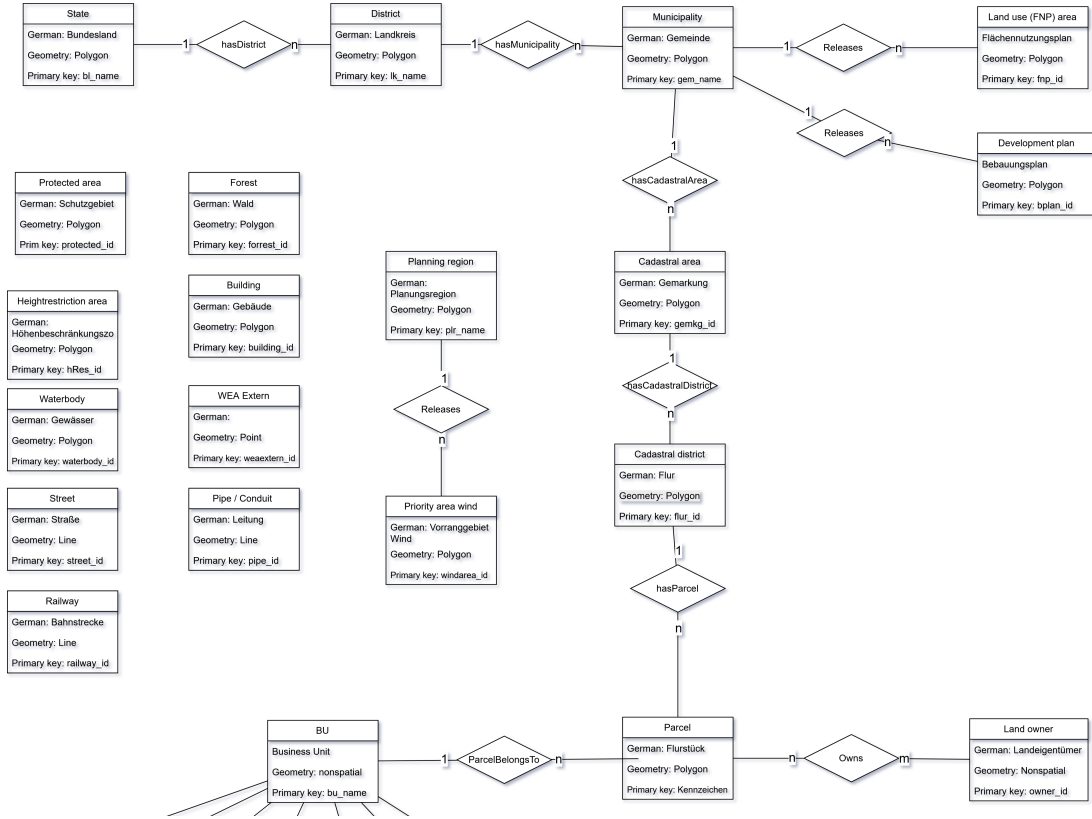 State
German: Bundesland
Geometry: Polygon
Primary key: bl_name
1
hasDistrict
n
District
German: Landkreis
Geometry: Polygon
Primary key: lk_name
1
hasMunicipality
n
Municipality
German: Gemeinde
Geometry: Polygon
Primary key: gem_name
1
Releases
n
Land use (FNP) area
Flächennutzungsplan
Geometry: Polygon
Primary key: fnp_id
1
Releases
n
Development plan
Bebauungsplan
Geometry: Polygon
Primary key: bplan_id
1
hasCadastralArea
n
Protected area
German: Schutzgebiet
Geometry: Polygon
Prim key: protected_id
Forest
German: Wald
Geometry: Polygon
Primary key: forrest_id
Planning region
German:
Planungsregion
Geometry: Polygon
Primary key: plr_name
Cadastral area
German: Gemarkung
Geometry: Polygon
Primary key: gemkg_id
Heightrestriction area
German:
Höhenbeschränkungszo
Geometry: Polygon
Primary key: hRes_id
Building
German: Gebäude
Geometry: Polygon
Primary key: building_id
1
Releases
n
1
hasCadastralDistrict
n
Waterbody
German: Gewässer
Geometry: Polygon
Primary key: waterbody_id
WEA Extern
German:
Geometry: Point
Primary key: weaextern_id
Cadastral district
German: Flur
Geometry: Polygon
Primary key: flur_id
Street
German: Straße
Geometry: Line
Primary key: street_id
Pipe / Conduit
German: Leitung
Geometry: Line
Primary key: pipe_id
Priority area wind
German: Vorranggebiet
Wind
Geometry: Polygon
Primary key: windarea_id
1
hasParcel
n
Railway
German: Bahnstrecke
Geometry: Line
Primary key: railway_id
BU
Business Unit
Geometry: nonspatial
Primary key: bu_name
1
ParcelBelongsTo
n
Parcel
German: Flurstück
Geometry: Polygon
Primary key: Kennzeichen
n
Owns
m
Land owner
German: Landeigentümer
Geometry: Nonspatial
Primary key: owner_id